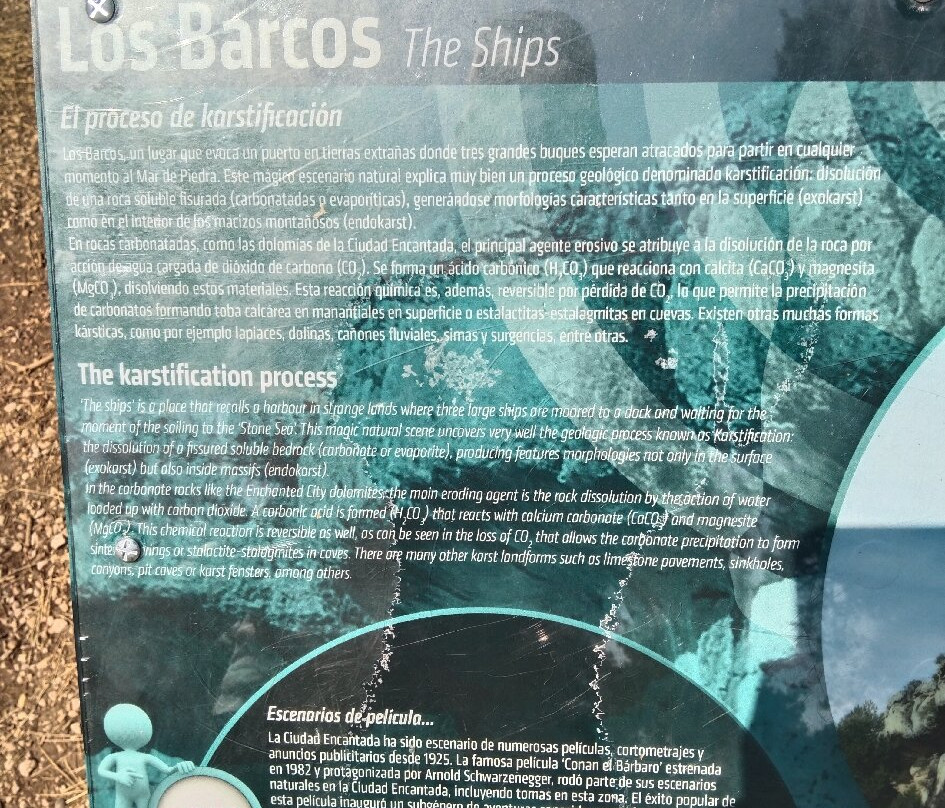 Los Barcos The Ships
El proceso de karstificación
Los Barcos, un lugar que evoca un puerto en tierras extrañas donde tres grandes buques esperan atracados para partir en cualquier
momento al Mar de Piedra. Este mágico escenario natural explica muy bien un proceso geológico denominado karstificación: disolución
de una roca soluble fisurada (carbonatadas o evaporíticas), generándose morfologías características tanto en la superficie (exokarst)
como en el interior de los macizos montañosos (endokarst).
En rocas carbonatadas, como las dolomías de la Ciudad Encantada, el principal agente erosivo se atribuye a la disolución de la roca por
acción de agua cargada de dióxido de carbono (CO₂). Se forma un ácido carbónico (H₂CO₃) que reacciona con calcita (CaCO₃) y magnesita
(MgCO₃), disolviendo estos materiales. Esta reacción química es, además, reversible por pérdida de CO₂, lo que permite la precipitación
de carbonatos formando toba calcárea en manantiales en superficie o estalactitas-estalagmitas en cuevas. Existen otras muchas formas
kársticas, como por ejemplo lapiaces, dolinas, cañones fluviales, simas y surgencias, entre otras.
The karstification process
'The ships' is a place that recalls a harbour in strange lands where three large ships are moored to a dock and waiting for the
moment of the sailing to the 'Stone Sea'. This magic natural scene uncovers very well the geologic process known as Karstification:
the dissolution of a fissured soluble bedrock (carbonate or evaporite), producing features morphologies not only in the surface
(exokarst) but also inside massifs (endokarst).
In the carbonate rocks like the Enchanted City dolomites, the main eroding agent is the rock dissolution by the action of water
loaded up with carbon dioxide. A carbonic acid is formed (H₂CO₃) that reacts with calcium carbonate (CaCO₃) and magnesite
(MgCO₃). This chemical reaction is reversible as well, as can be seen in the loss of CO₂ that allows the carbonate precipitation to form
or stalactite-stalagmites in caves. There are many other karst landforms such as limestone pavements, sinkholes,
canyons, pit caves or karst fensters, among others.
Escenarios de película...
La Ciudad Encantada ha sido escenario de numerosas películas, cortometrajes y
anuncios publicitarios desde 1925. La famosa película 'Conan el Bárbaro' estrenada
en 1982 y protagonizada por Arnold Schwarzenegger, rodó parte de sus escenarios
naturales en la Ciudad Encantada, incluyendo tomas en esta zona. El éxito popular de
esta película inauguró un subgénero de aventuras